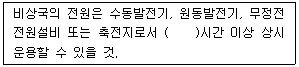 비상국의 전원은 수동발전기, 원동발전기, 무정전
전원설비 또는 축전지로서 (    )시간 이상 상시
운용할 수 있을 것.